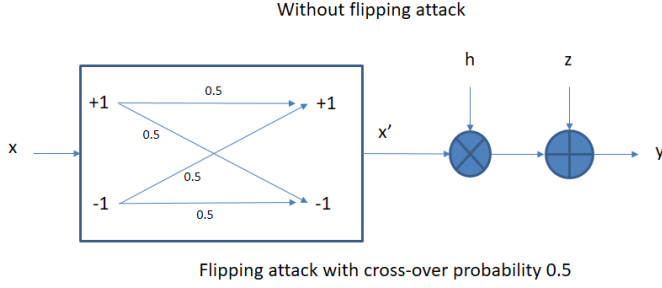 Without flipping attack
h z
+1 0.5 +1
x 0.5 x’ y
0.5
-1 0.5 -1
Flipping attack with cross-over probability 0.5